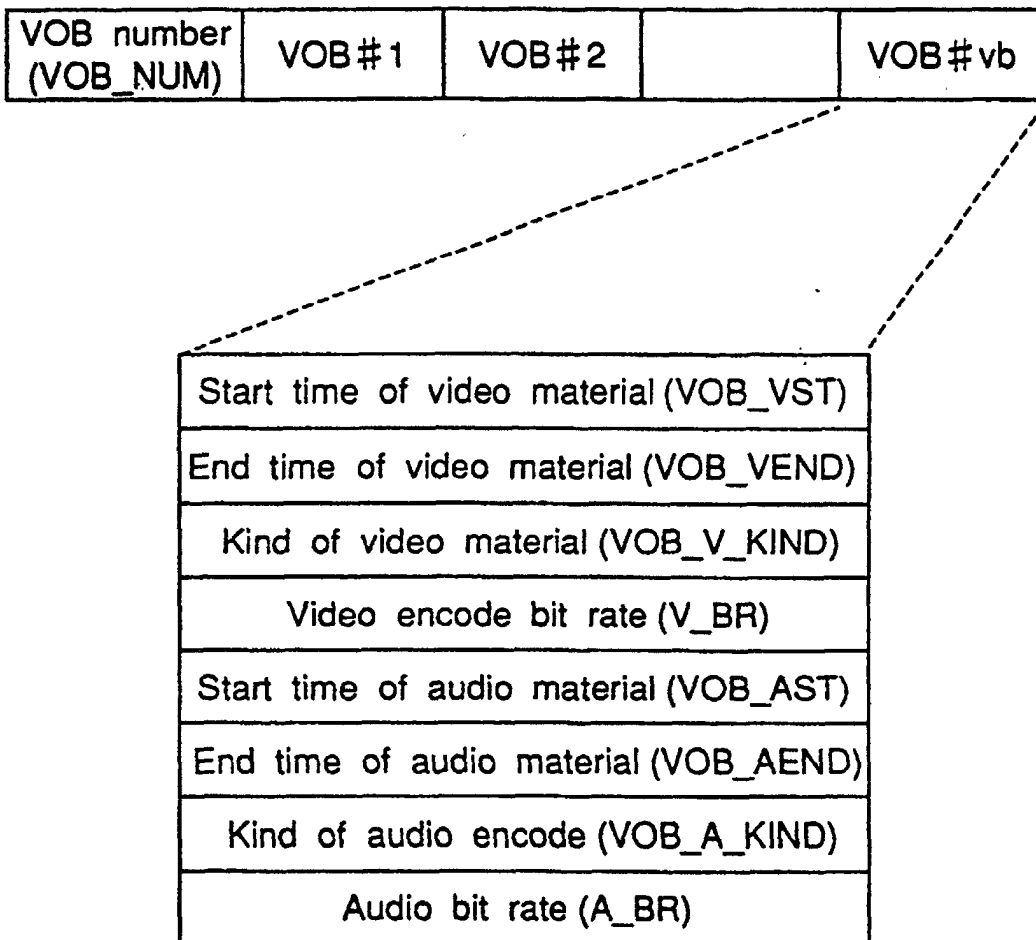 VOB number
(VOB_NUM)
VOB#1
VOB#2
VOB#vb
Start time of video material (VOB_VST)
End time of video material (VOB_VEND)
Kind of video material (VOB_V_KIND)
Video encode bit rate (V_BR)
Start time of audio material (VOB_AST)
End time of audio material (VOB_AEND)
Kind of audio encode (VOB_A_KIND)
Audio bit rate (A_BR)